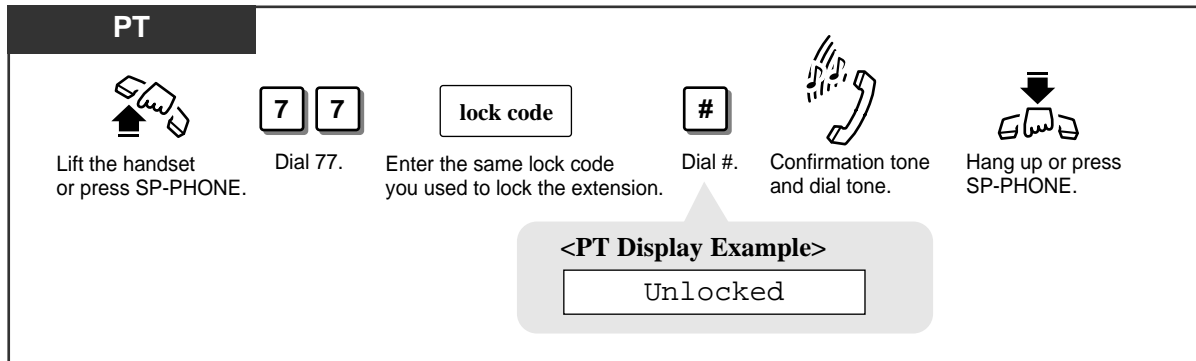 PT
7 7
lock code
#
Lift the handset
or press SP-PHONE.
Dial 77.
Enter the same lock code
you used to lock the extension.
Dial #.
Confirmation tone
and dial tone.
Hang up or press
SP-PHONE.
<PT Display Example>
Unlocked